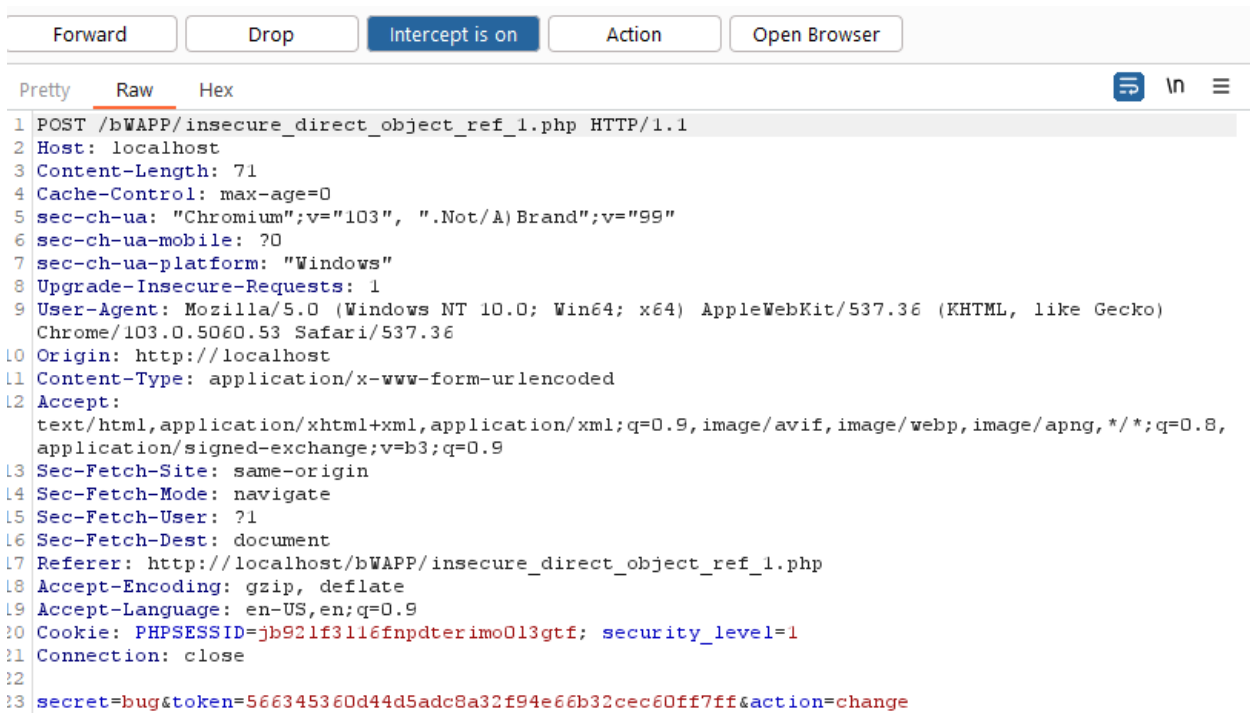 Forward Drop Intercept is on Action Open Browser
Pretty Raw Hex \n
1 POST /bWAPP/insecure_direct_object_ref_1.php HTTP/1.1
2 Host: localhost
3 Content-Length: 71
4 Cache-Control: max-age=0
5 sec-ch-ua: "Chromium";v="103", ".Not/A)Brand";v="99"
6 sec-ch-ua-mobile: ?0
7 sec-ch-ua-platform: "Windows"
8 Upgrade-Insecure-Requests: 1
9 User-Agent: Mozilla/5.0 (Windows NT 10.0; Win64; x64) AppleWebKit/537.36 (KHTML, like Gecko)
Chrome/103.0.5060.53 Safari/537.36
10 Origin: http://localhost
11 Content-Type: application/x-www-form-urlencoded
12 Accept:
text/html,application/xhtml+xml,application/xml;q=0.9,image/avif,image/webp,image/apng,*/*;q=0.8,
application/signed-exchange;v=b3;q=0.9
13 Sec-Fetch-Site: same-origin
14 Sec-Fetch-Mode: navigate
15 Sec-Fetch-User: ?1
16 Sec-Fetch-Dest: document
17 Referer: http://localhost/bWAPP/insecure_direct_object_ref_1.php
18 Accept-Encoding: gzip, deflate
19 Accept-Language: en-US,en;q=0.9
20 Cookie: PHPSESSID=jb921f3l16fnpdterimo0l3gtf; security_level=1
21 Connection: close
22
23 secret=bug&token=566345360d44d5adc8a32f94e66b32cec60ff7ff&action=change